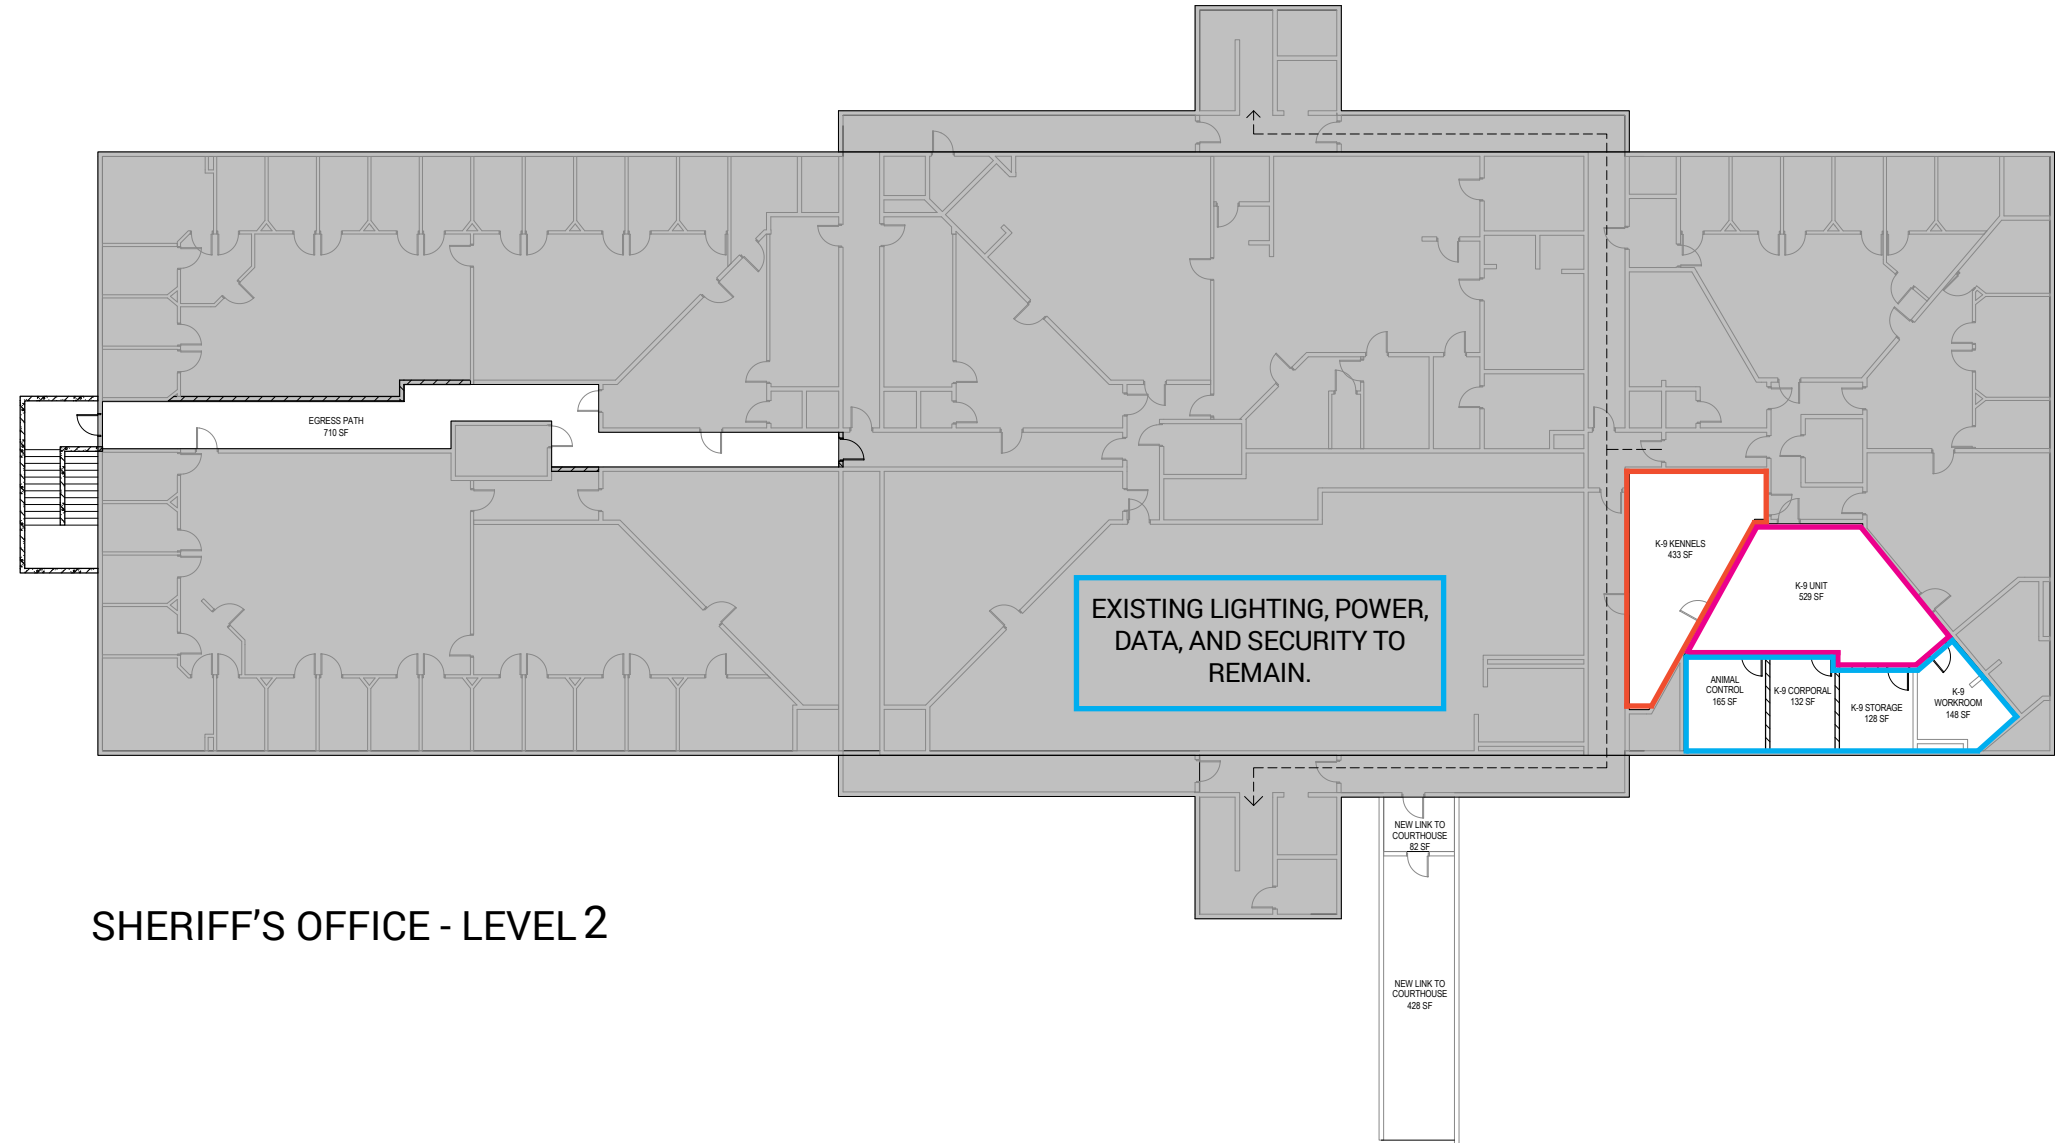 EGRESS PATH
710 SF
K-9 KENNELS
433 SF
K-9 UNIT
529 SF
EXISTING LIGHTING, POWER,
DATA, AND SECURITY TO
REMAIN.
ANIMAL
CONTROL
165 SF
K-9 CORPORAL
132 SF
K-9 STORAGE
128 SF
K-9
WORKROOM
148 SF
NEW LINK TO
COURTHOUSE
82 SF
SHERIFF’S OFFICE - LEVEL 2
NEW LINK TO
COURTHOUSE
428 SF